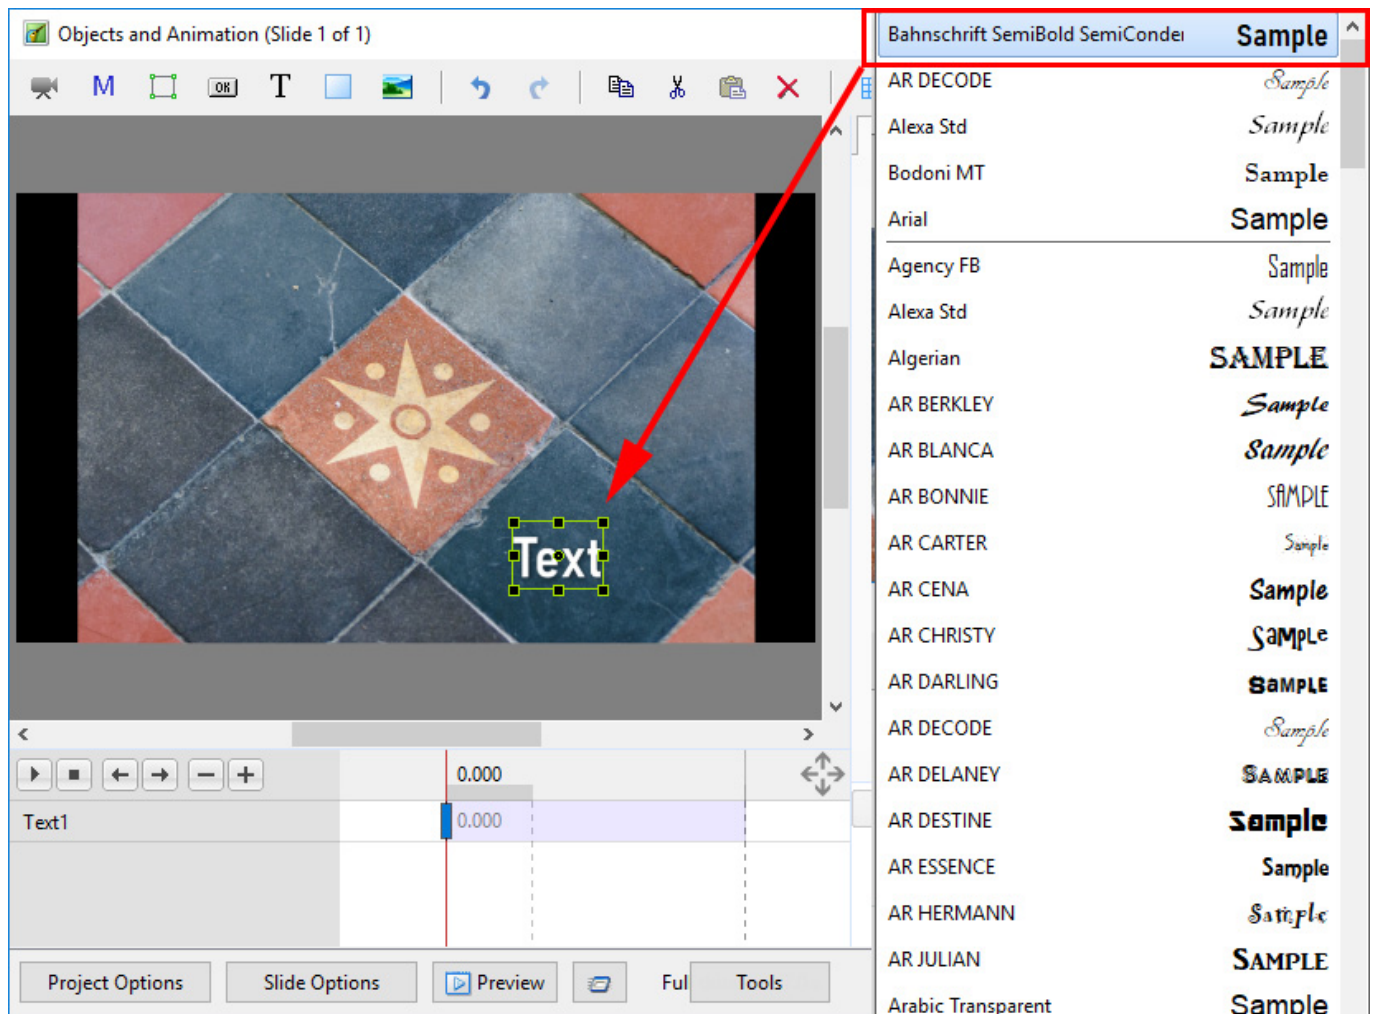 Objects and Animation (Slide 1 of 1)
M OK T
Text
0.000
Text1 0.000
Project Options Slide Options Preview Ful Tools
Bahnschrift SemiBold SemiConder Sample
AR DECODE Sample
Alexa Std Sample
Bodoni MT Sample
Arial Sample
Agency FB Sample
Alexa Std Sample
Algerian SAMPLE
AR BERKLEY Sample
AR BLANCA Sample
AR BONNIE SAMPLE
AR CARTER Sample
AR CENA Sample
AR CHRISTY SaMpLe
AR DARLING SaMPLE
AR DECODE Sample
AR DELANEY SAMPLE
AR DESTINE Sample
AR ESSENCE Sample
AR HERMANN Sample
AR JULIAN SAMPLE
Arabic Transparent Sample